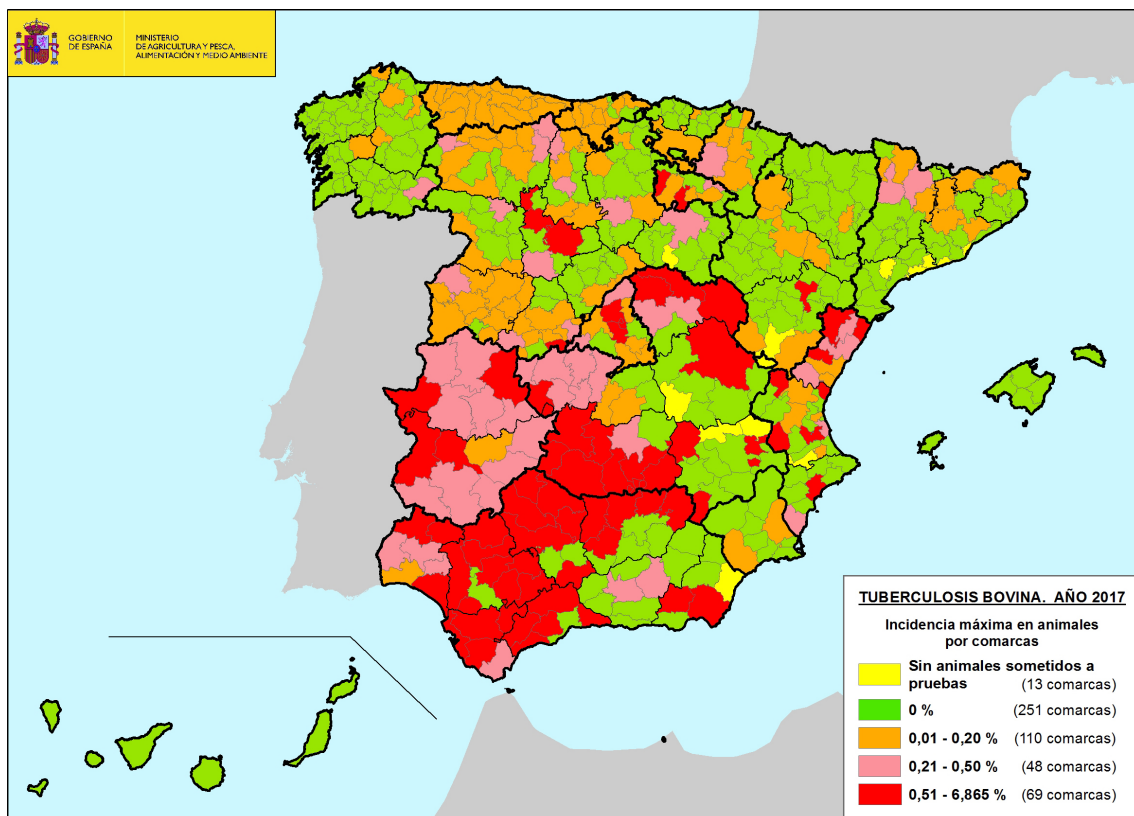 GOBIERNO
DE ESPAÑA
MINISTERIO
DE AGRICULTURA Y PESCA,
ALIMENTACIÓN Y MEDIO AMBIENTE
TUBERCULOSIS BOVINA. AÑO 2017
Incidencia máxima en animales
por comarcas
Sin animales sometidos a
pruebas (13 comarcas)
0 % (251 comarcas)
0,01 - 0,20 % (110 comarcas)
0,21 - 0,50 % (48 comarcas)
0,51 - 6,865 % (69 comarcas)